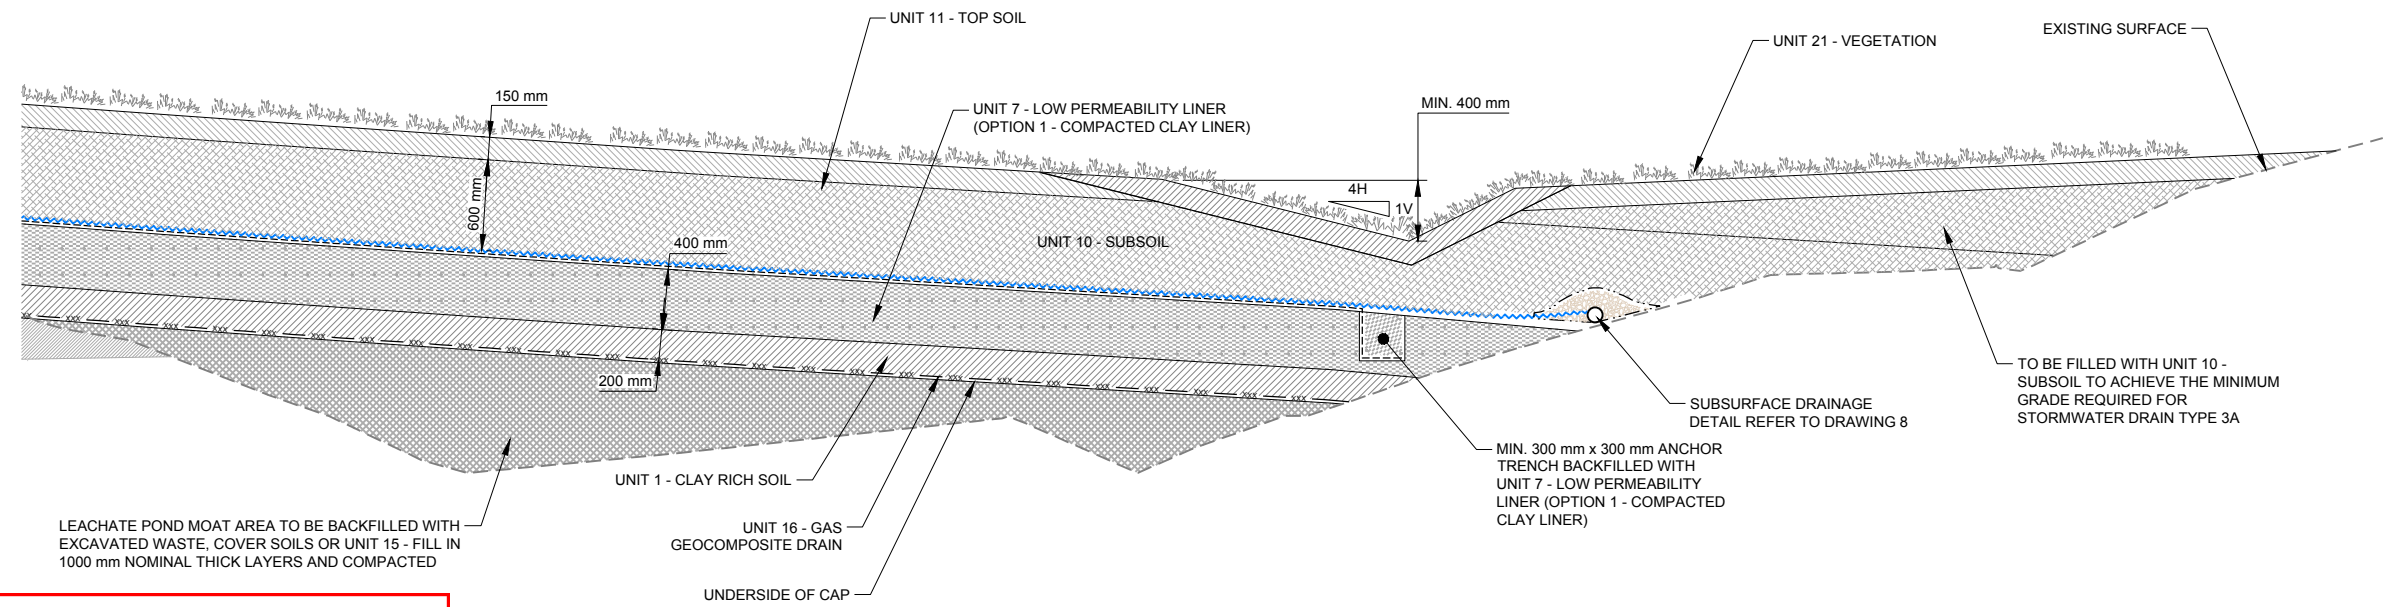 UNIT 11 - TOP SOIL
EXISTING SURFACE
UNIT 21 - VEGETATION
150 mm
UNIT 7 - LOW PERMEABILITY LINER
(OPTION 1 - COMPACTED CLAY LINER)
MIN. 400 mm
4H
1V
600 mm
400 mm
UNIT 10 - SUBSOIL
200 mm
TO BE FILLED WITH UNIT 10 -
SUBSOIL TO ACHIEVE THE MINIMUM
GRADE REQUIRED FOR
STORMWATER DRAIN TYPE 3A
SUBSURFACE DRAINAGE
DETAIL REFER TO DRAWING 8
MIN. 300 mm x 300 mm ANCHOR
TRENCH BACKFILLED WITH
UNIT 7 - LOW PERMEABILITY
LINER (OPTION 1 - COMPACTED
CLAY LINER)
UNIT 1 - CLAY RICH SOIL
LEACHATE POND MOAT AREA TO BE BACKFILLED WITH
EXCAVATED WASTE, COVER SOILS OR UNIT 15 - FILL IN
1000 mm NOMINAL THICK LAYERS AND COMPACTED
UNIT 16 - GAS
GEOCOMPOSITE DRAIN
UNDERSIDE OF CAP